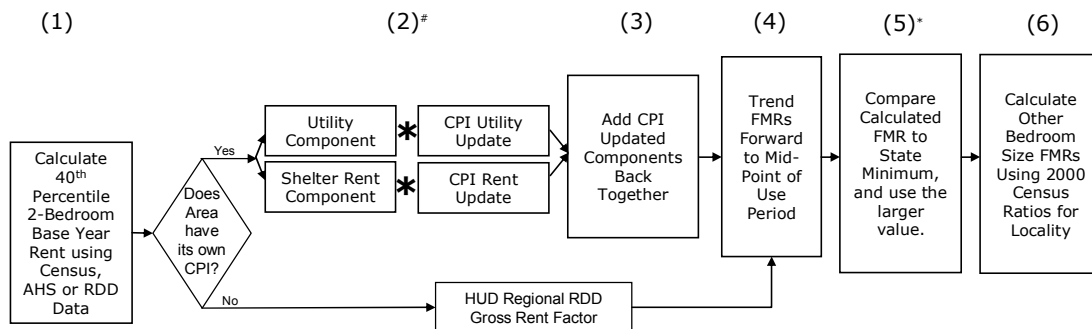 (1)
(2)#
(3)
(4)
(5)*
(6)
Calculate
40th
Percentile
2-Bedroom
Base Year
Rent using
Census,
AHS or RDD
Data
Does
Area
have
its own
CPI?
Yes
No
Utility
Component
*
CPI Utility
Update
Shelter Rent
Component
*
CPI Rent
Update
HUD Regional RDD
Gross Rent Factor
Add CPI
Updated
Components
Back
Together
Trend
FMRs
Forward
to Mid-
Point of
Use
Period
Compare
Calculated
FMR to
State
Minimum,
and use the
larger
value.
Calculate
Other
Bedroom
Size FMRs
Using 2000
Census
Ratios for
Locality